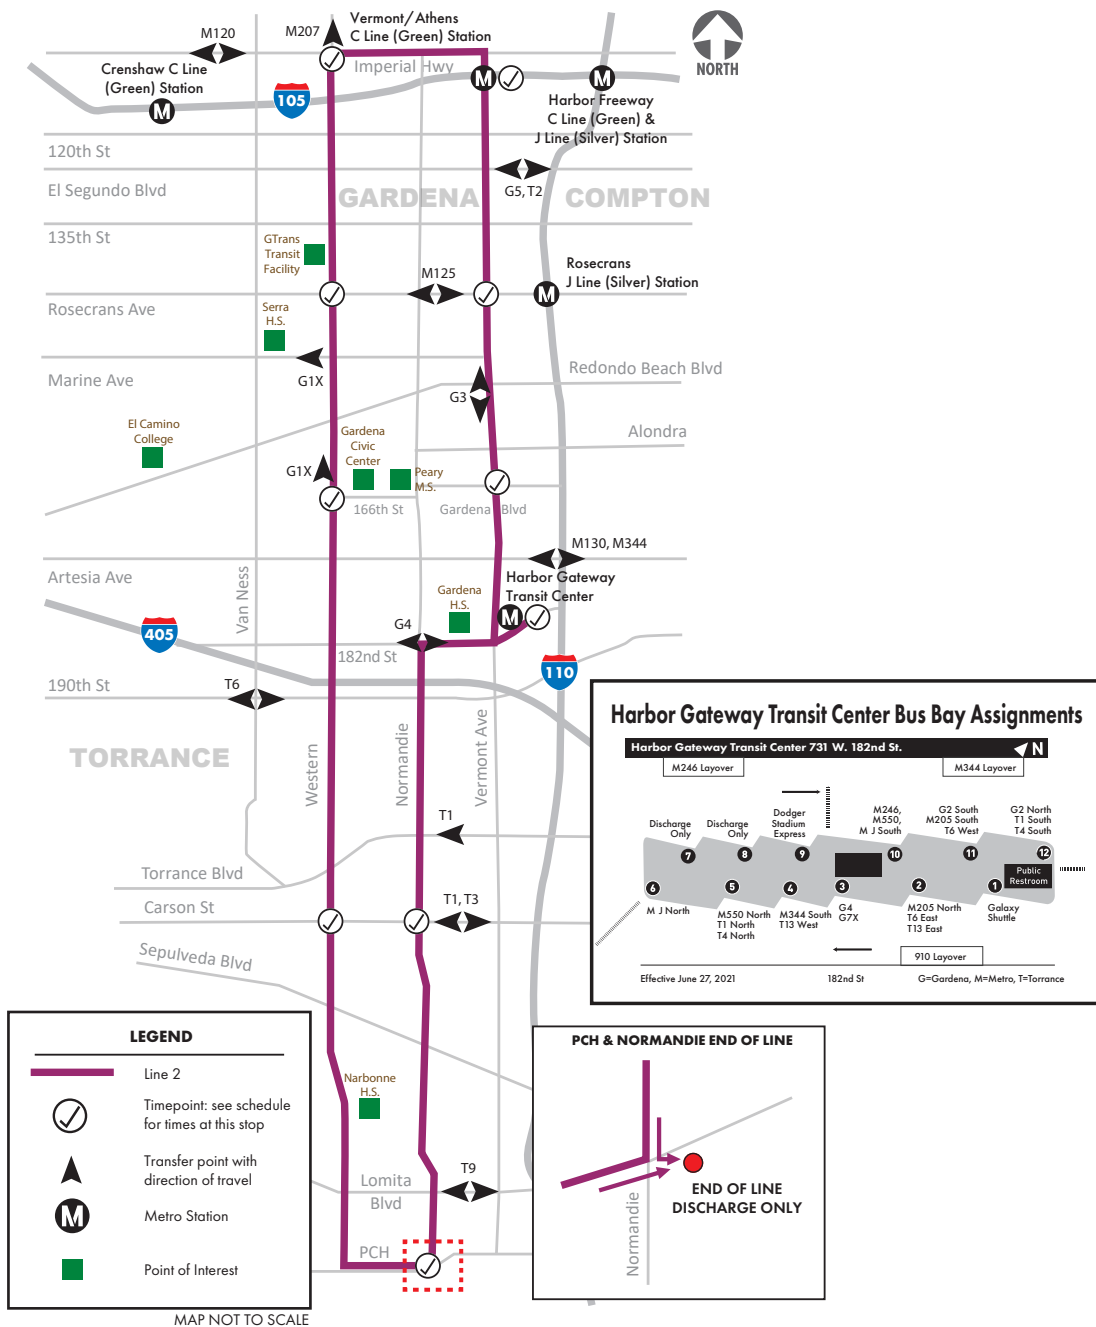 M120
M207
Vermont/Athens
C Line (Green) Station
NORTH
Crenshaw C Line
(Green) Station
M
105
Imperial Hwy
M
M
Harbor Freeway
C Line (Green) &
J Line (Silver) Station
120th St
El Segundo Blvd
GARDENA
G5, T2
COMPTON
135th St
GTrans
Transit
Facility
M125
Rosecrans
J Line (Silver) Station
M
Rosecrans Ave
Serra
H.S.
Marine Ave
G1X
Redondo Beach Blvd
G3
El Camino
College
Gardena
Civic
Center
Alondra
G1X
Peary
M.S.
166th St
Gardena Blvd
M130, M344
Artesia Ave
Harbor Gateway
Transit Center
M
Van Ness
Gardena
H.S.
405
G4
182nd St
110
190th St
T6
TORRANCE
Western
Normandie
Vermont Ave
T1
Torrance Blvd
Carson St
T1, T3
Sepulveda Blvd
Narbonne
H.S.
Lomita
Blvd
T9
PCH
Harbor Gateway Transit Center Bus Bay Assignments
Harbor Gateway Transit Center 731 W. 182nd St.
N
M246 Layover
M344 Layover
Discharge
Only
Discharge
Only
Dodger
Stadium
Express
M246,
M550,
M J South
G2 South
M205 South
T6 West
G2 North
T1 South
T4 South
7
8
9
10
11
12
Public
Restroom
6
5
4
3
2
1
M J North
M550 North
T1 North
T4 North
M344 South
T13 West
G4
G7X
M205 North
T6 East
T13 East
Galaxy
Shuttle
910 Layover
Effective June 27, 2021
182nd St
G=Gardena, M=Metro, T=Torrance
LEGEND
Line 2
Timepoint: see schedule
for times at this stop
Transfer point with
direction of travel
M
Metro Station
Point of Interest
MAP NOT TO SCALE
PCH & NORMANDIE END OF LINE
END OF LINE
DISCHARGE ONLY
Normandie